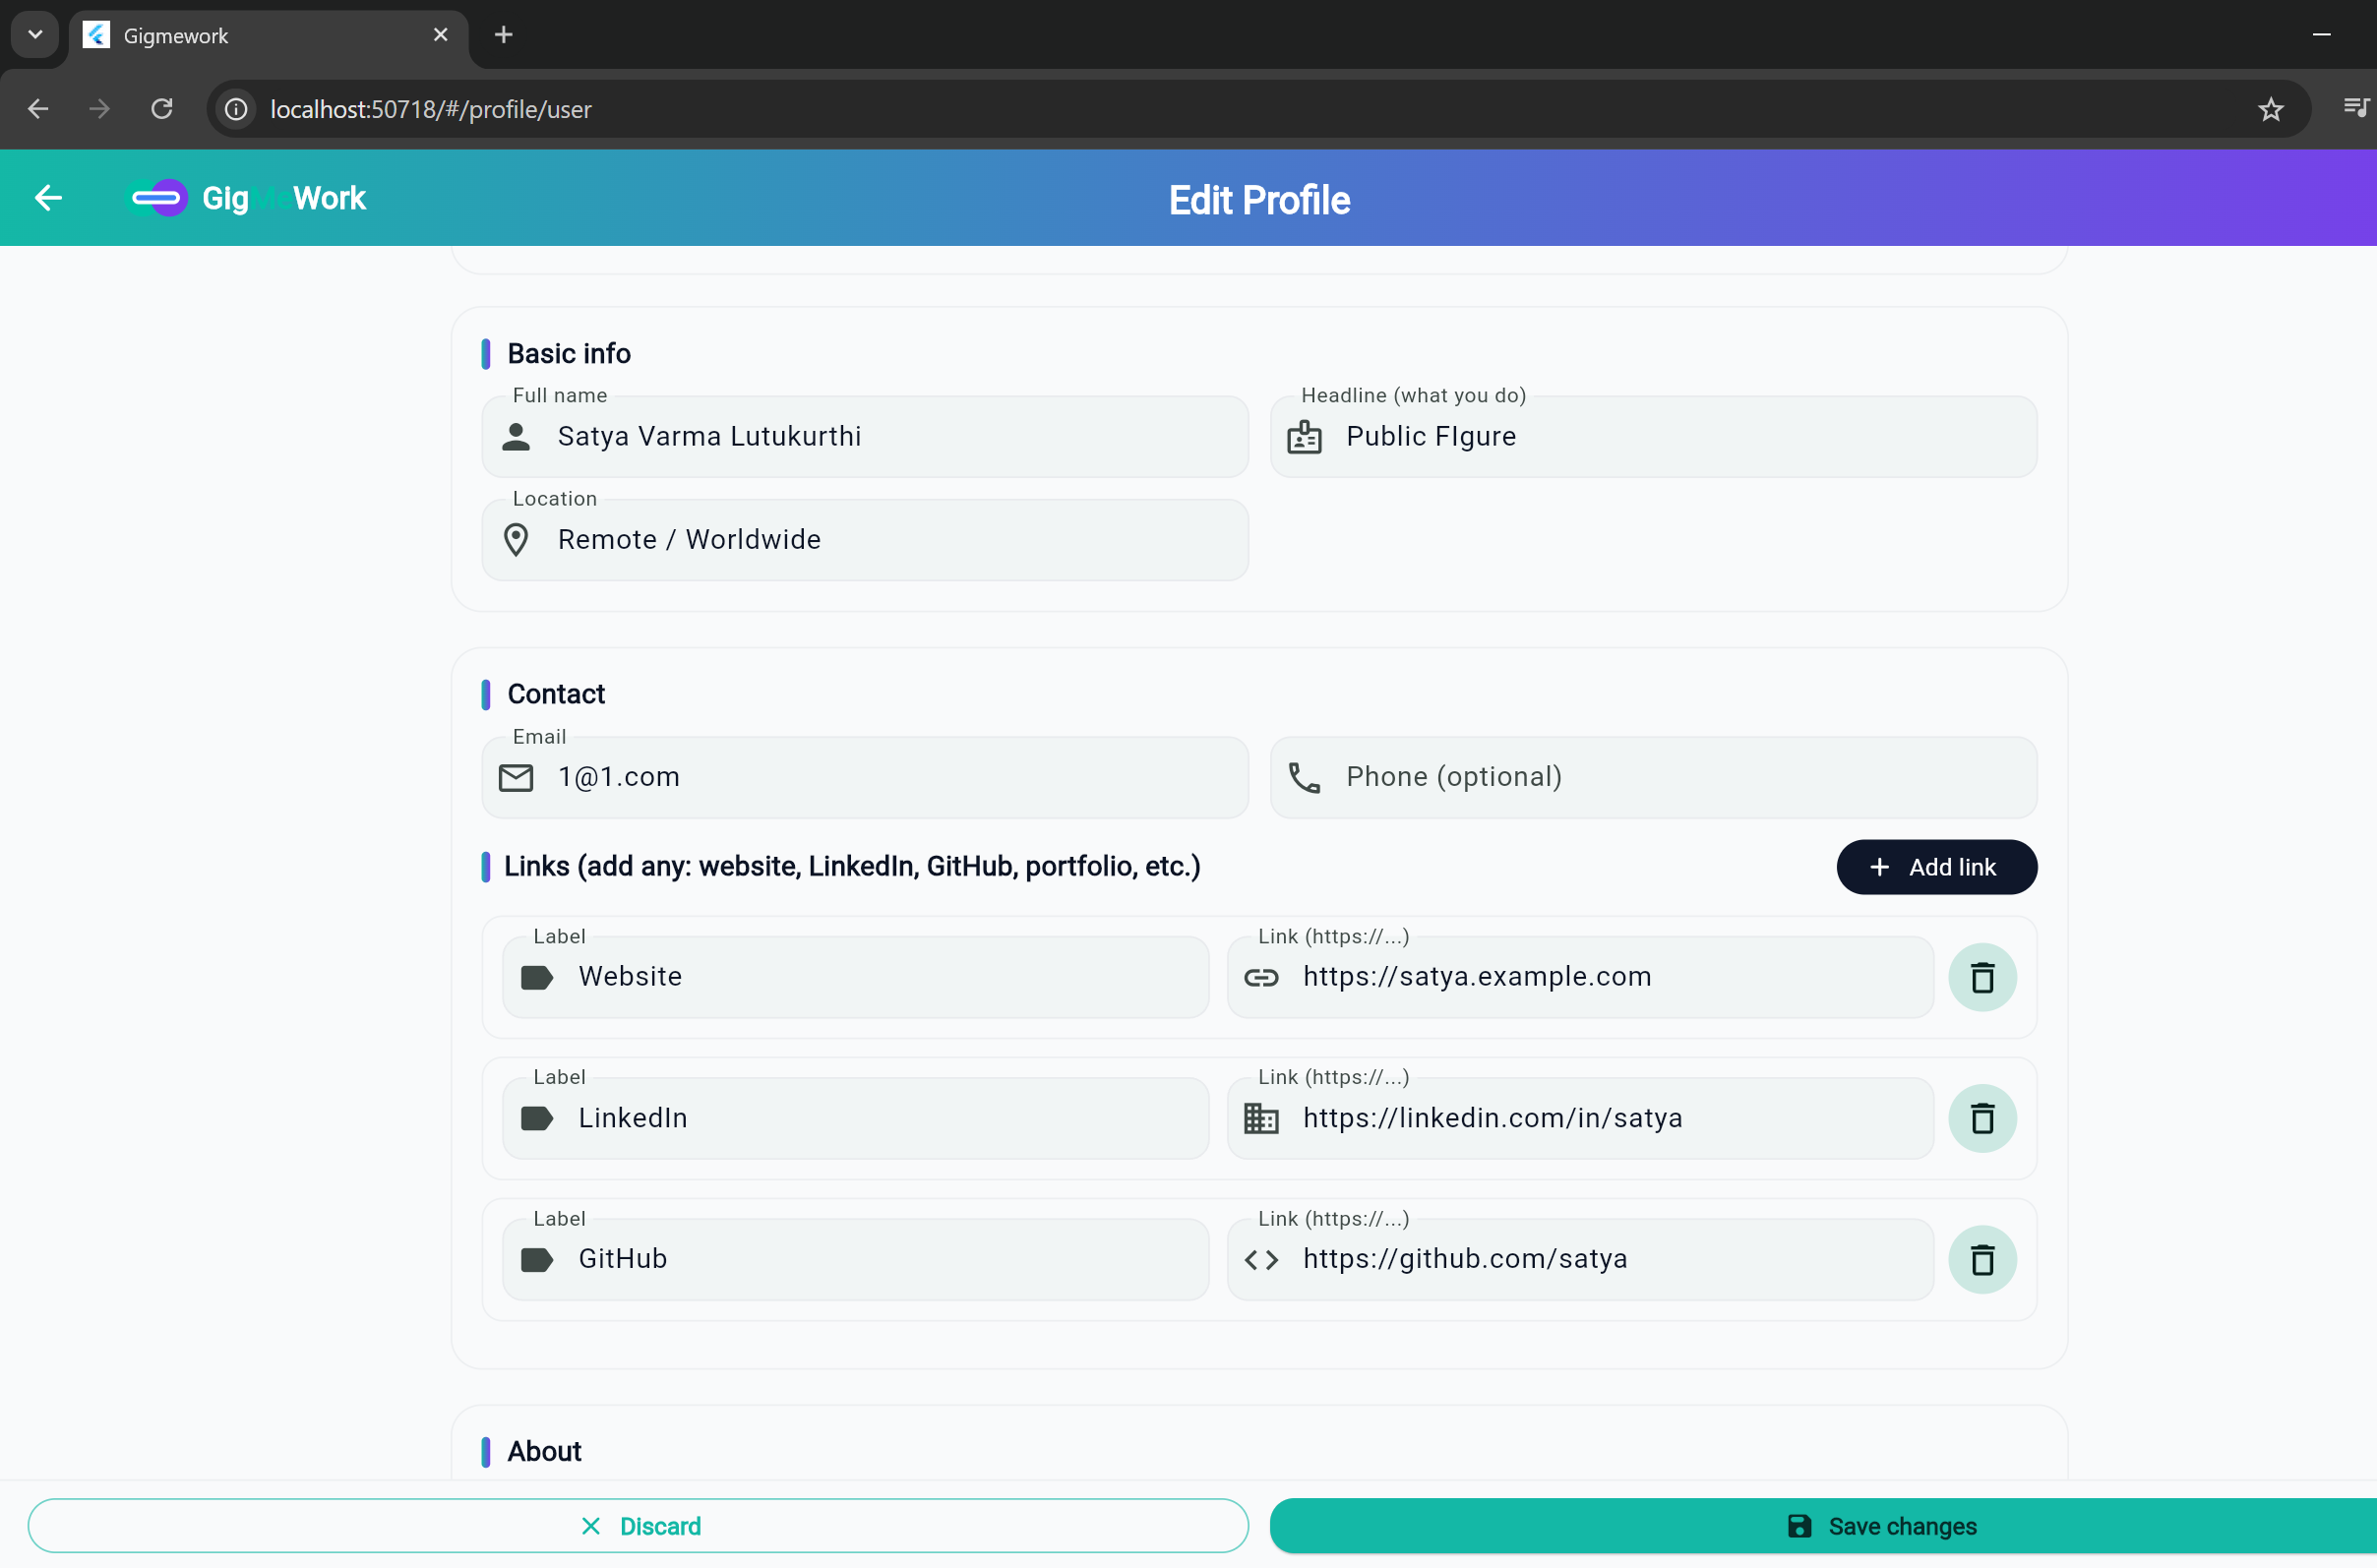 Gigmework
localhost:50718/#/profile/user
GigMeWork
Edit Profile
Basic info
Full name
Satya Varma Lutukurthi
Headline (what you do)
Public FIgure
Location
Remote / Worldwide
Contact
Email
1@1.com
Phone (optional)
Links (add any: website, LinkedIn, GitHub, portfolio, etc.)
+ Add link
Label
Website
Link (https://...)
https://satya.example.com
Label
LinkedIn
Link (https://...)
https://linkedin.com/in/satya
Label
GitHub
Link (https://...)
https://github.com/satya
About
Discard
Save changes